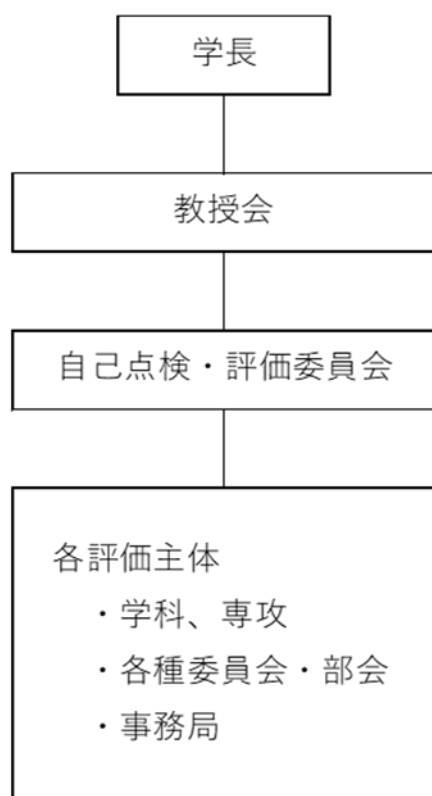 学長
教授会
自己点検・評価委員会
各評価主体
・学科、専攻
・各種委員会・部会
・事務局